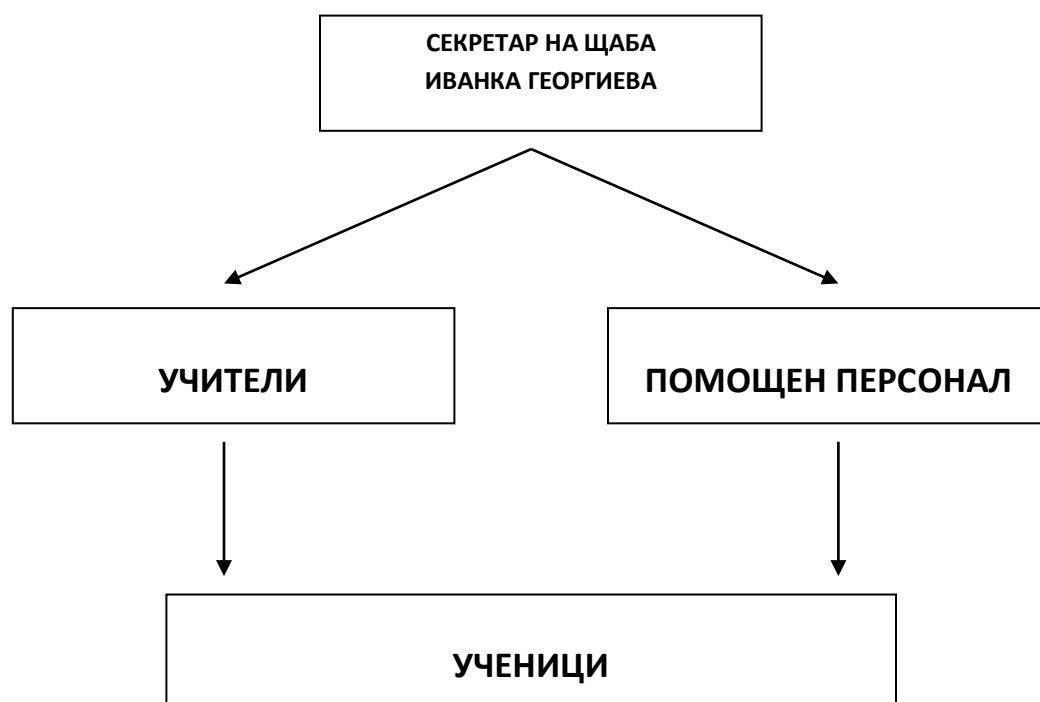 СЕКРЕТАР НА ЩАБА
ИВАНКА ГЕОРГИЕВА
УЧИТЕЛИ
ПОМОЩЕН ПЕРСОНАЛ
УЧЕНИЦИ